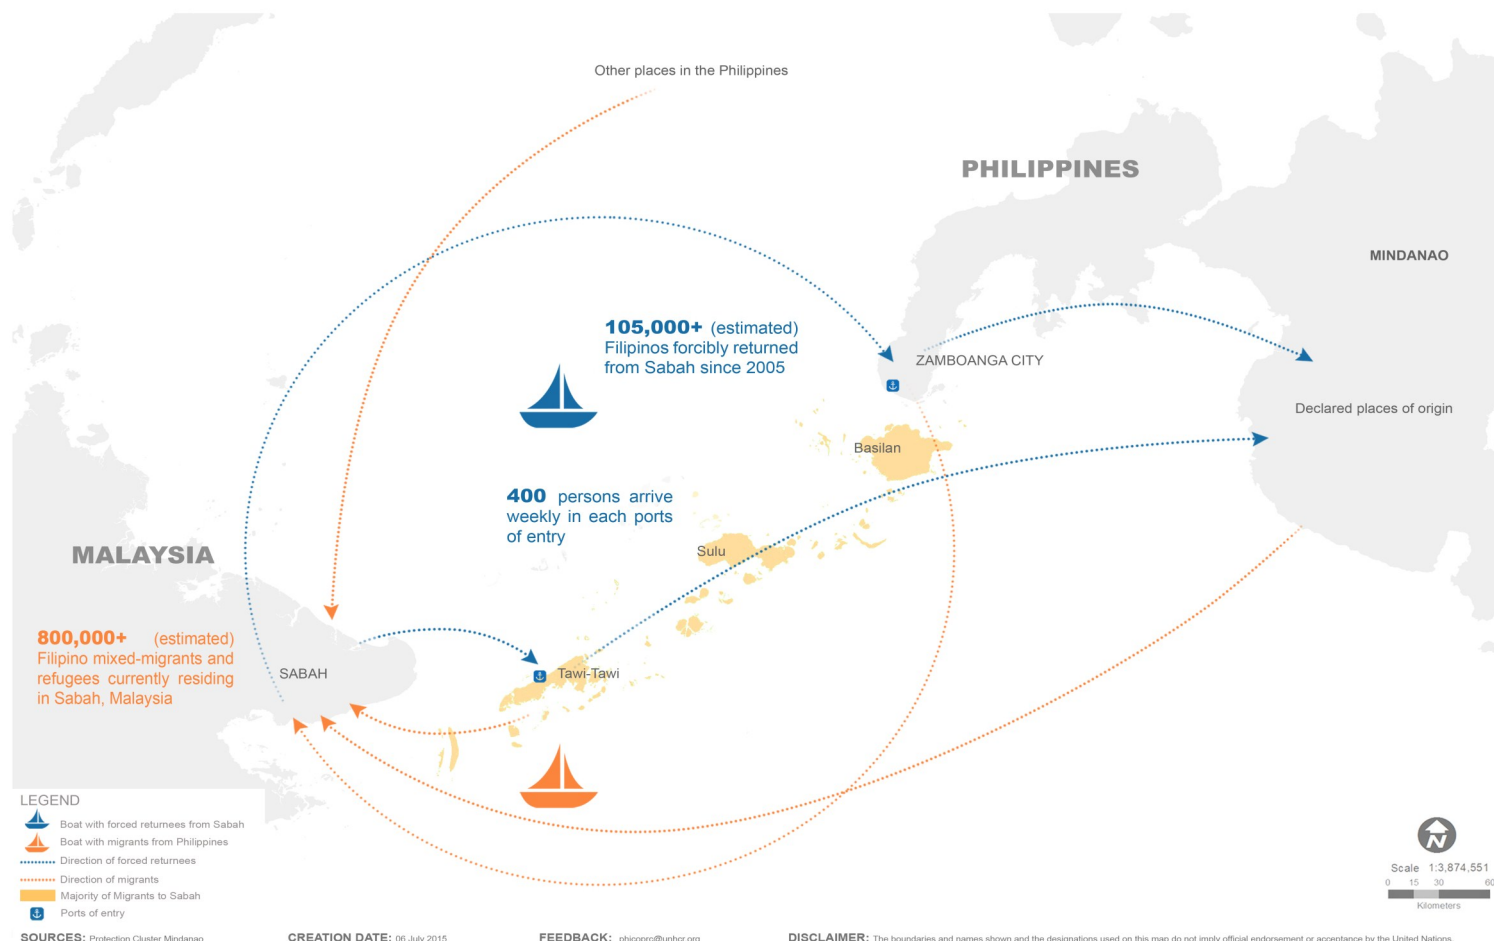 Other places in the Philippines
PHILIPPINES
MINDANAO
105,000+ (estimated)
Filipinos forcibly returned
from Sabah since 2005
ZAMBOANGA CITY
Declared places of origin
Basilan
400 persons arrive
weekly in each ports
of entry
Sulu
MALAYSIA
800,000+ (estimated)
Filipino mixed-migrants and
refugees currently residing
in Sabah, Malaysia
SABAH
Tawi-Tawi
LEGEND
Boat with forced returnees from Sabah
Boat with migrants from Philippines
Direction of forced returnees
Direction of migrants
Majority of Migrants to Sabah
Ports of entry
N
Scale 1:3,874,551
0 15 30 60
Kilometers
SOURCES: Protection Cluster Mindanao
CREATION DATE: 06 July 2015
FEEDBACK: phicoprc@unhcr.org
DISCLAIMER: The boundaries and names shown and the designations used on this map do not imply official endorsement or acceptance by the United Nations.